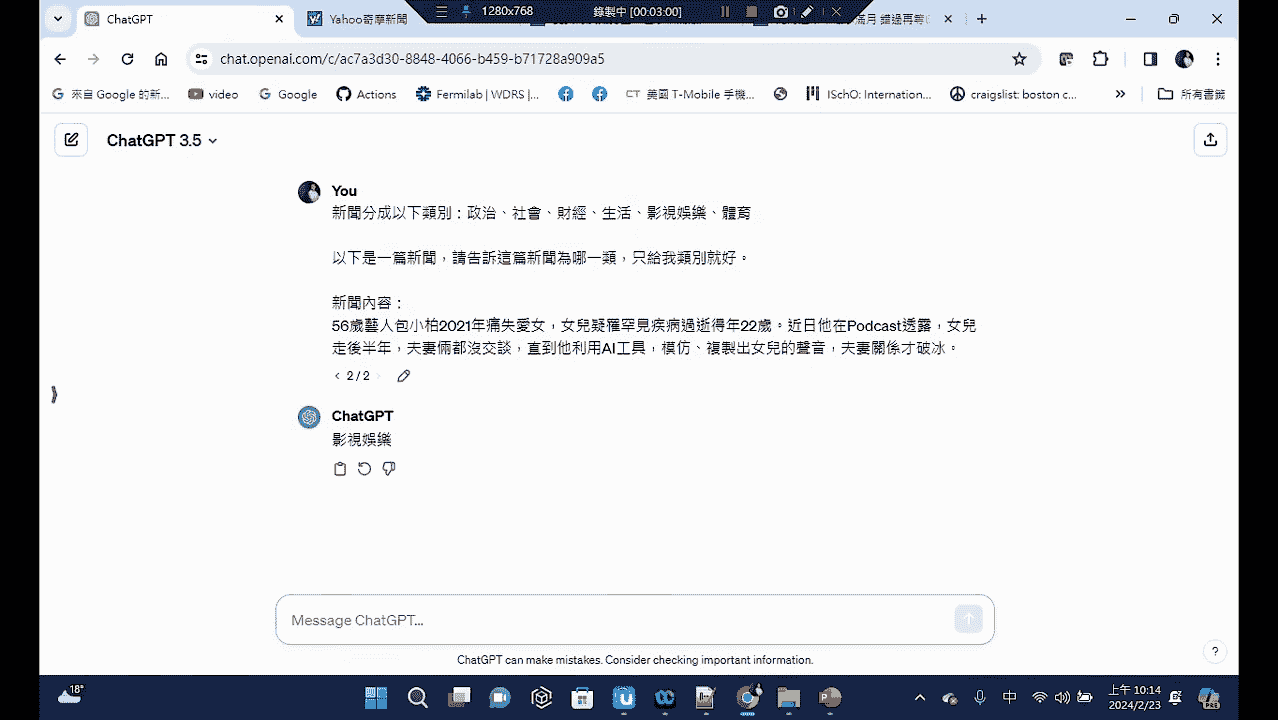 ChatGPT
Yahoo奇摩新聞
1280x768
錄製中 [00:03:00]
滿月 錯過再等
chat.openai.com/c/ac7a3d30-8848-4066-b459-b71728a909a5
來自 Google 的新...
video
Google
Actions
Fermilab | WDRS |...
CT 美國 T-Mobile 手機...
ISchO: Internation...
craigslist: boston c...
所有書籤
ChatGPT 3.5
You
新聞分成以下類別：政治、社會、財經、生活、影視娛樂、體育
以下是一篇新聞，請告訴這篇新聞為哪一類，只給我類別就好。
新聞內容：
56歲藝人包小柏2021年痛失愛女，女兒疑罹罕見疾病過逝得年22歲。近日他在Podcast透露，女兒
走後半年，夫妻倆都沒交談，直到他利用AI工具，模仿、複製出女兒的聲音，夫妻關係才破冰。
2 / 2
ChatGPT
影視娛樂
Message ChatGPT...
ChatGPT can make mistakes. Consider checking important information.
?
18°
中
上午 10:14
2024/2/23
PRE